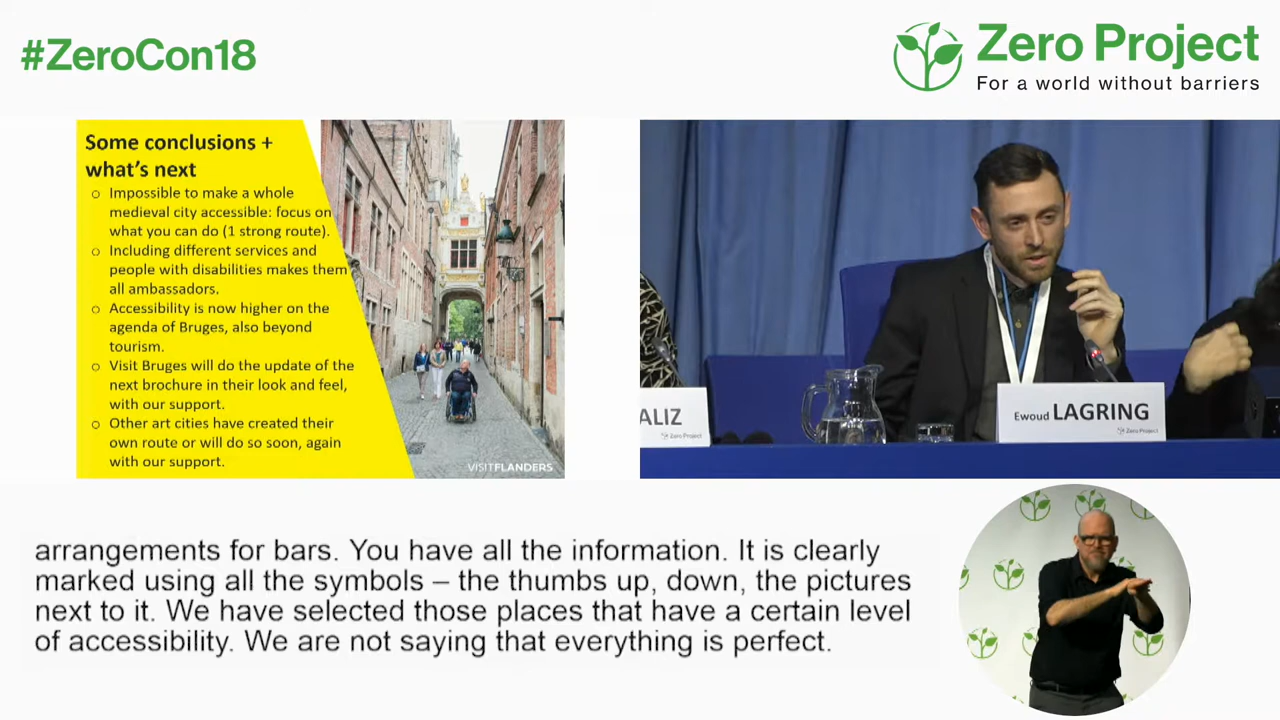 #ZeroCon18
Zero Project
For a world without barriers
Some conclusions +
what's next
o Impossible to make a whole
medieval city accessible: focus on
what you can do (1 strong route).
o Including different services and
people with disabilities makes them
all ambassadors.
o Accessibility is now higher on the
agenda of Bruges, also beyond
tourism.
o Visit Bruges will do the update of the
next brochure in their look and feel,
with our support.
o Other art cities have created their
own route or will do so soon, again
with our support.
VISITFLANDERS
ALIZ
Zero Project
Ewoud LAGRING
Zero Project
arrangements for bars. You have all the information. It is clearly
marked using all the symbols – the thumbs up, down, the pictures
next to it. We have selected those places that have a certain level
of accessibility. We are not saying that everything is perfect.